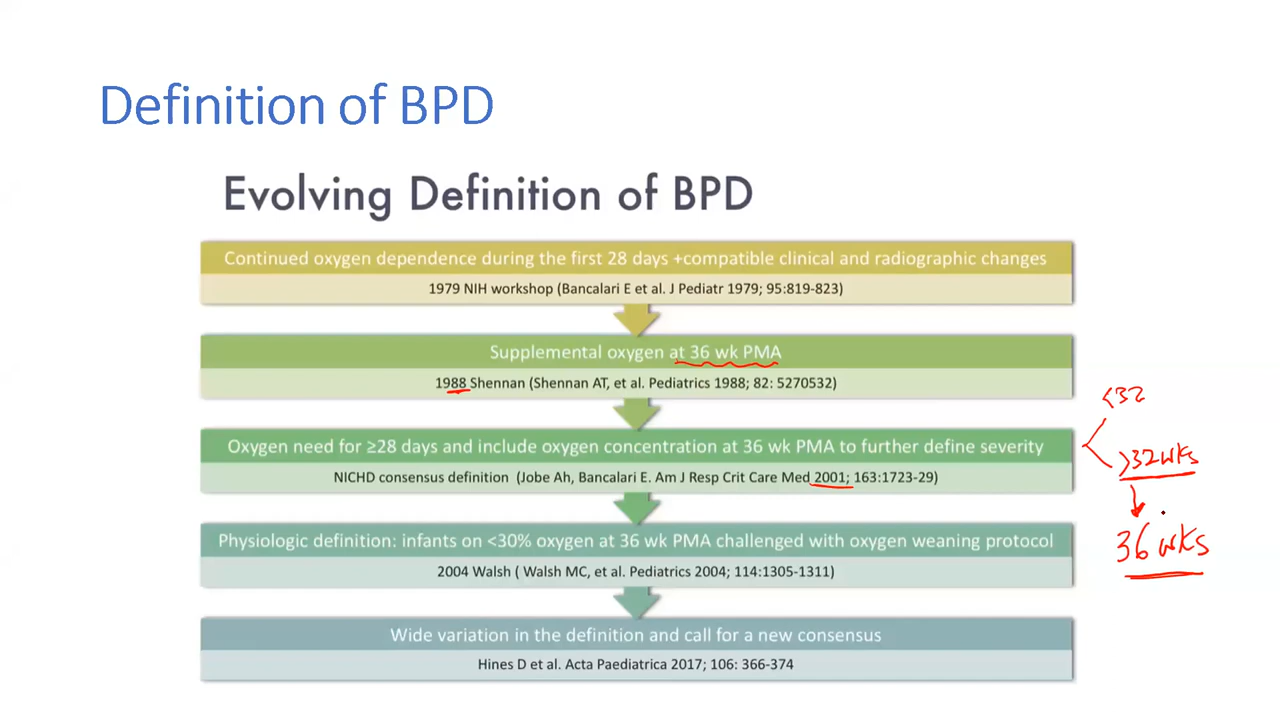 Definition of BPD
Evolving Definition of BPD
Continued oxygen dependence during the first 28 days +compatible clinical and radiographic changes
1979 NIH workshop (Bancalari E et al. J Pediatr 1979; 95:819-823)
Supplemental oxygen at 36 wk PMA
1988 Shennan (Shennan AT, et al. Pediatrics 1988; 82: 5270532)
<32
Oxygen need for ≥28 days and include oxygen concentration at 36 wk PMA to further define severity
>32wks
NICHD consensus definition (Jobe Ah, Bancalari E. Am J Resp Crit Care Med 2001; 163:1723-29)
Physiologic definition: infants on <30% oxygen at 36 wk PMA challenged with oxygen weaning protocol
36 wks
2004 Walsh ( Walsh MC, et al. Pediatrics 2004; 114:1305-1311)
Wide variation in the definition and call for a new consensus
Hines D et al. Acta Paediatrica 2017; 106: 366-374